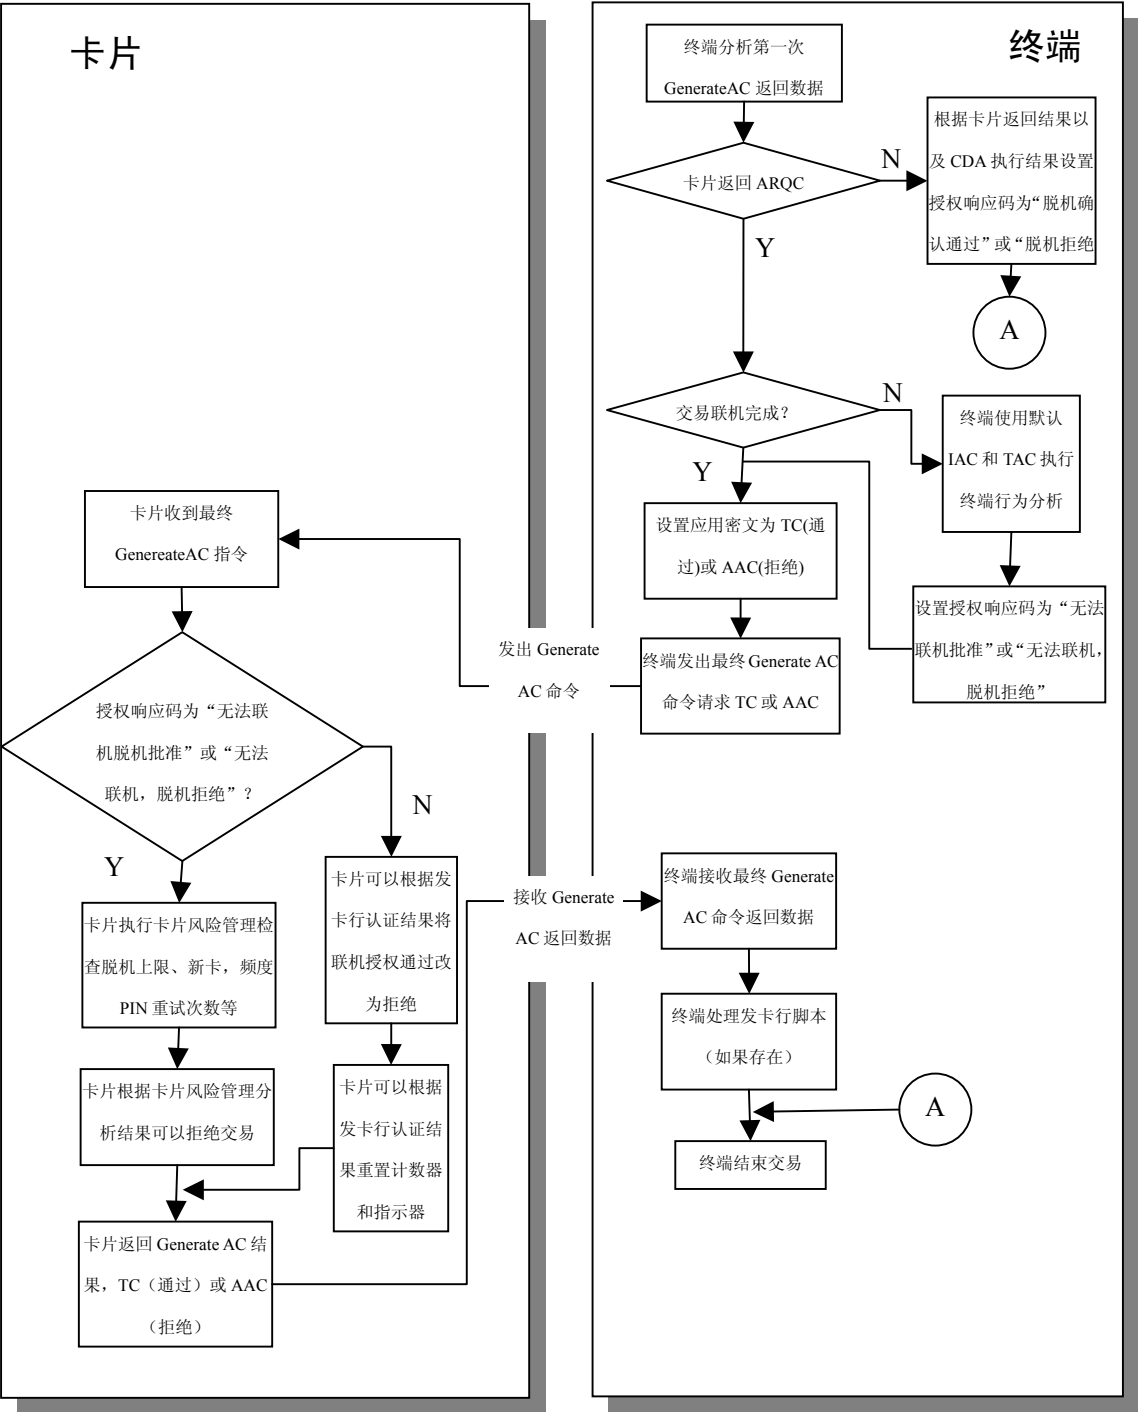 卡片
终端
终端分析第一次
GenerateAC 返回数据
卡片返回 ARQC
N
根据卡片返回结果以
及 CDA 执行结果设置
授权响应码为“脱机确
认通过”或“脱机拒绝
A
Y
交易联机完成？
N
终端使用默认
IAC 和 TAC 执行
终端行为分析
Y
设置应用密文为 TC(通
过)或 AAC(拒绝)
设置授权响应码为“无法
联机批准”或“无法联机，
脱机拒绝”
终端发出最终 Generate AC
命令请求 TC 或 AAC
发出 Generate
AC 命令
卡片收到最终
GenereateAC 指令
授权响应码为“无法联
机脱机批准”或“无法
联机，脱机拒绝”？
N
Y
卡片执行卡片风险管理检
查脱机上限、新卡，频度
PIN 重试次数等
卡片可以根据发
卡行认证结果将
联机授权通过改
为拒绝
卡片根据卡片风险管理分
析结果可以拒绝交易
卡片可以根据
发卡行认证结
果重置计数器
和指示器
卡片返回 Generate AC 结
果，TC（通过）或 AAC
（拒绝）
接收 Generate
AC 返回数据
终端接收最终 Generate
AC 命令返回数据
终端处理发卡行脚本
（如果存在）
A
终端结束交易